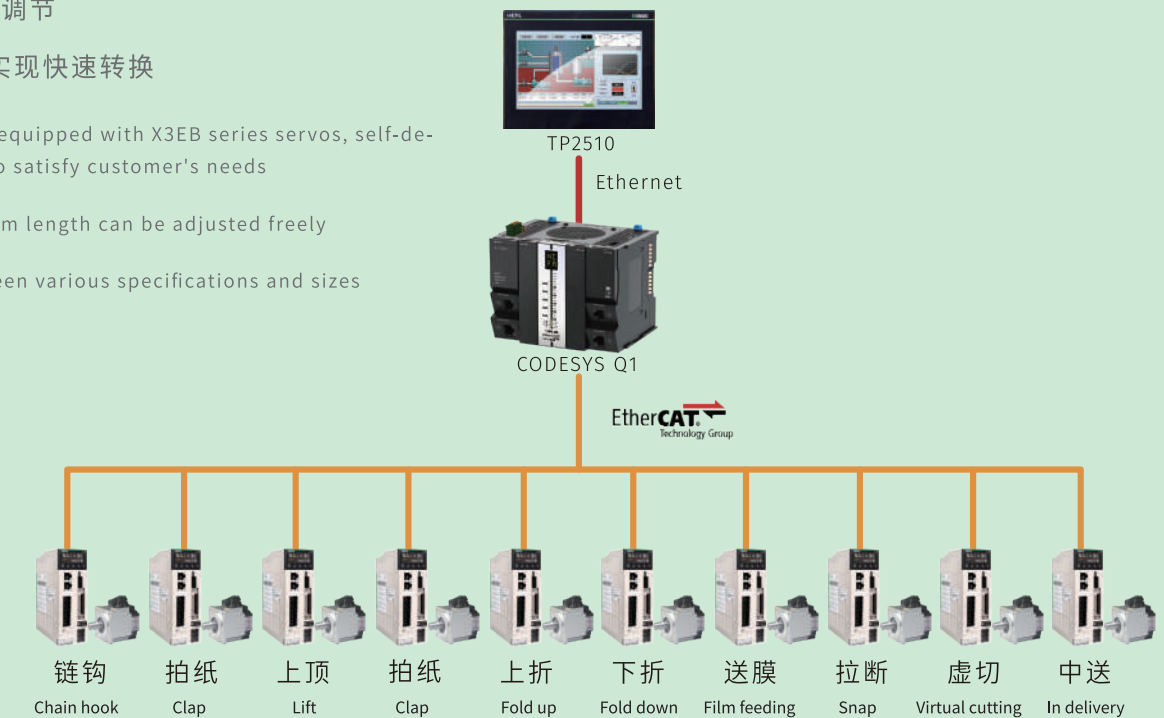 调节
实现快速转换
equipped with X3EB series servos, self-de-
o satisfy customer's needs
m length can be adjusted freely
een various specifications and sizes
TP2510
Ethernet
CODESYS Q1
EtherCAT
Technology Group
链钩 拍纸 上顶 拍纸 上折 下折 送膜 拉断 虚切 中送
Chain hook Clap Lift Clap Fold up Fold down Film feeding Snap Virtual cutting In delivery